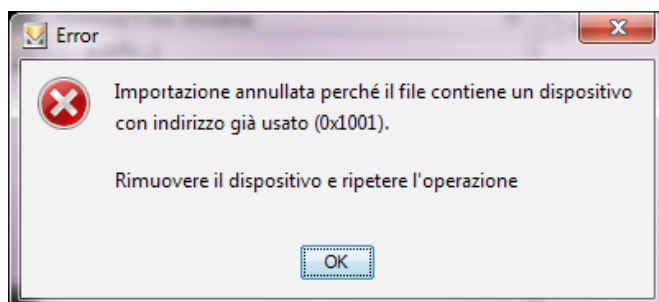 Error
Importazione annullata perché il file contiene un dispositivo
con indirizzo già usato (0x1001).
Rimuovere il dispositivo e ripetere l'operazione
OK